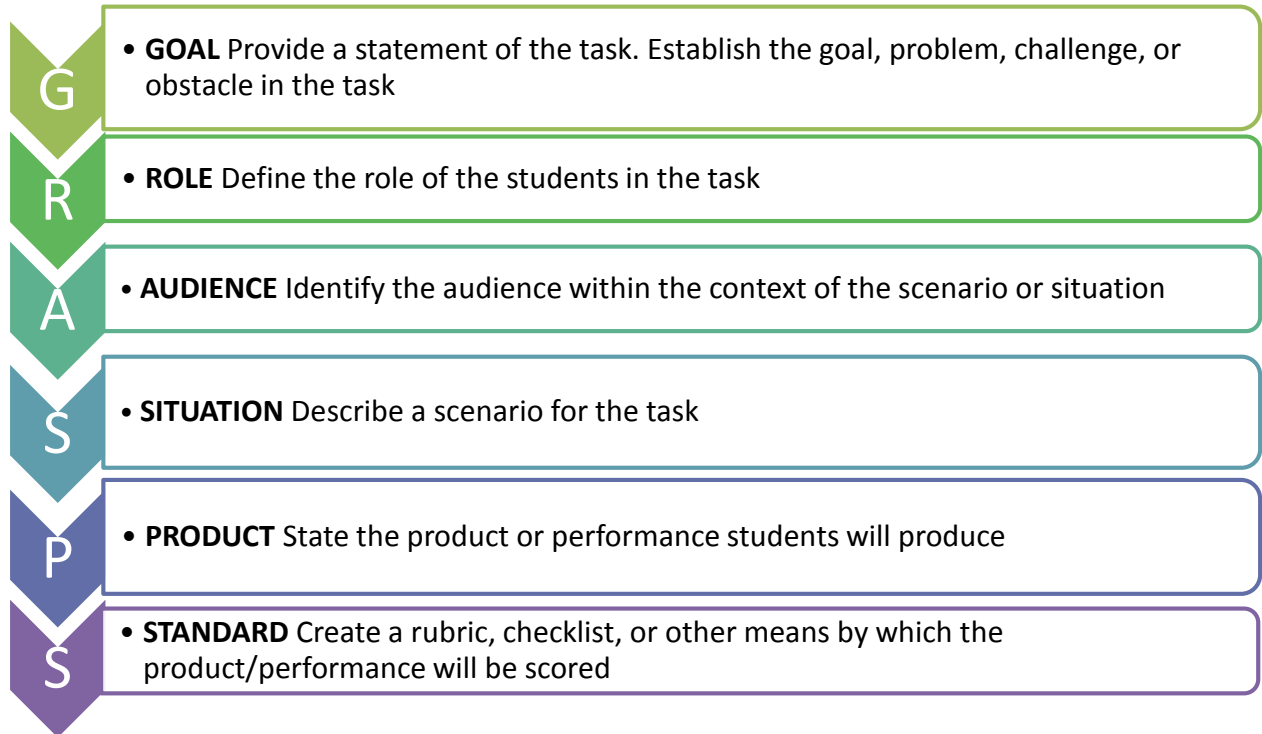 G
• GOAL Provide a statement of the task. Establish the goal, problem, challenge, or
obstacle in the task
R
• ROLE Define the role of the students in the task
A
• AUDIENCE Identify the audience within the context of the scenario or situation
S
• SITUATION Describe a scenario for the task
P
• PRODUCT State the product or performance students will produce
S
• STANDARD Create a rubric, checklist, or other means by which the
product/performance will be scored